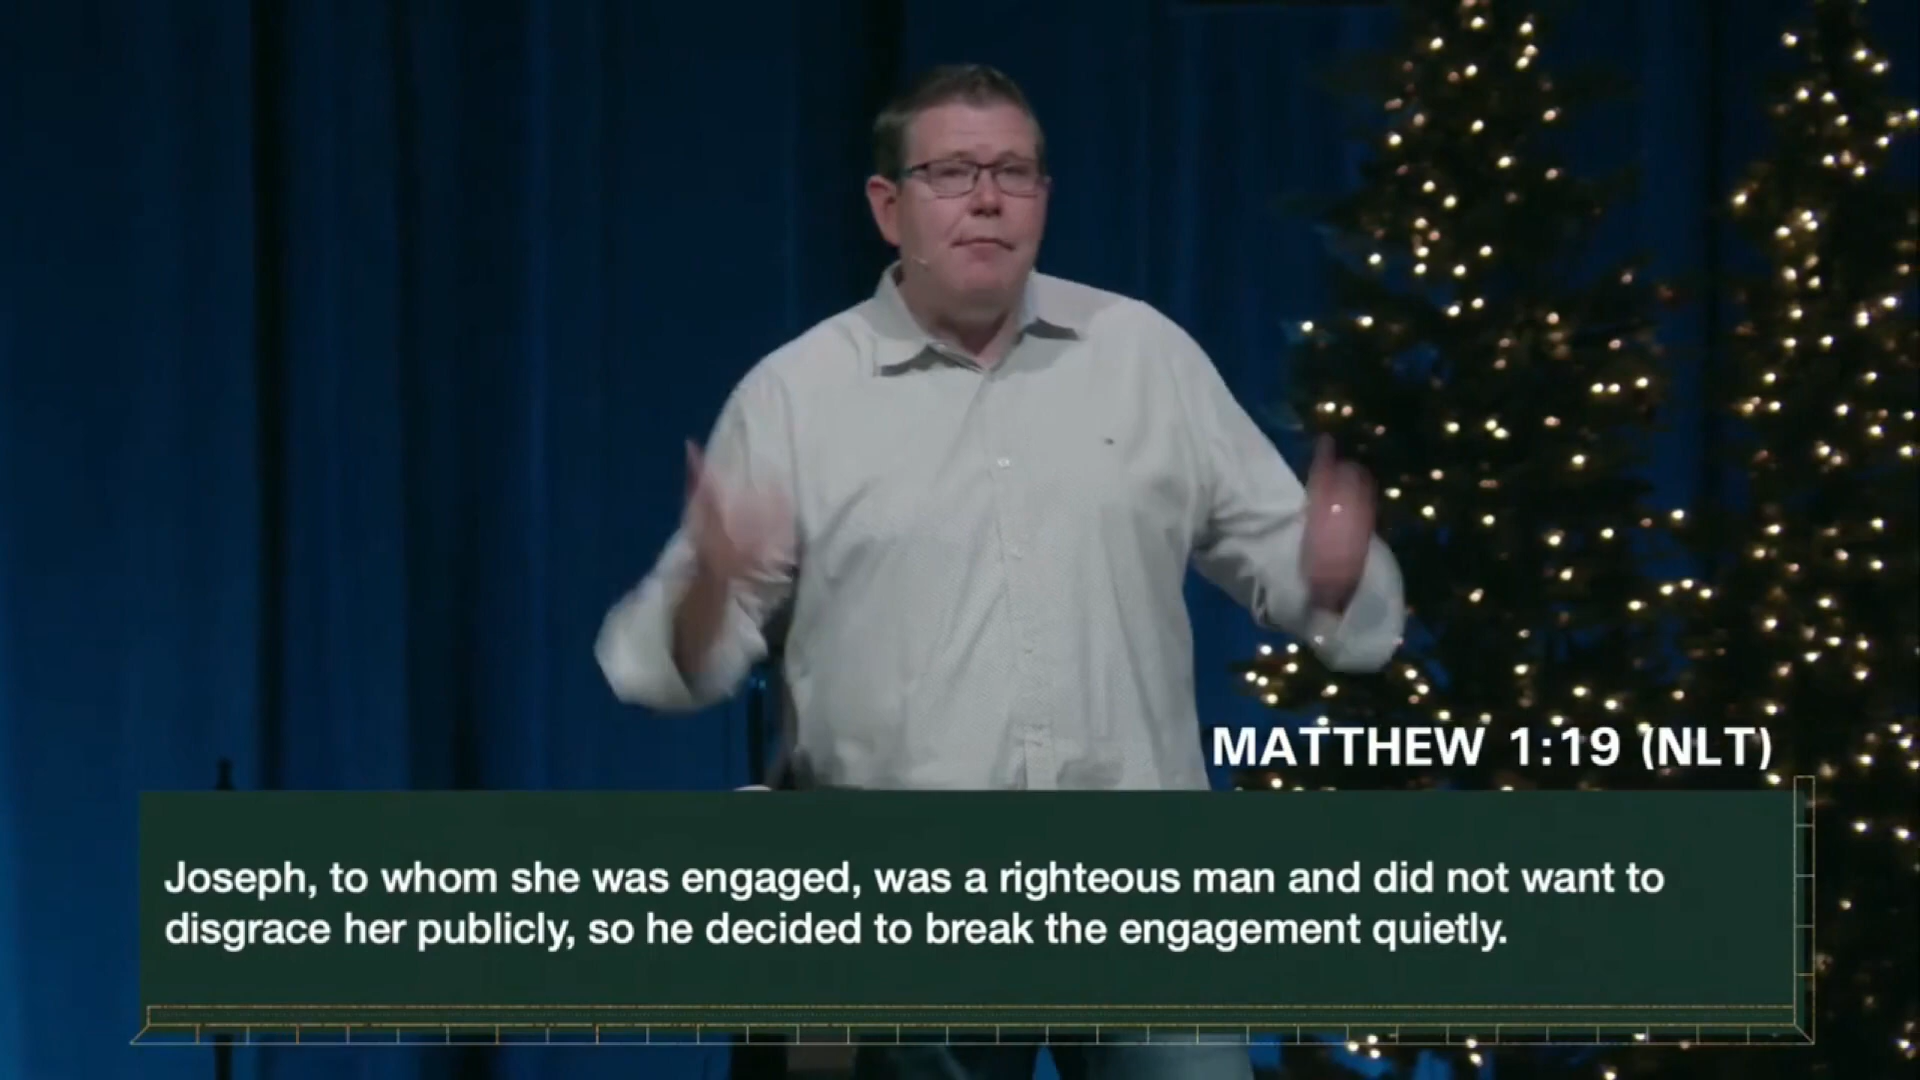 MATTHEW 1:19 (NLT)
Joseph, to whom she was engaged, was a righteous man and did not want to
disgrace her publicly, so he decided to break the engagement quietly.